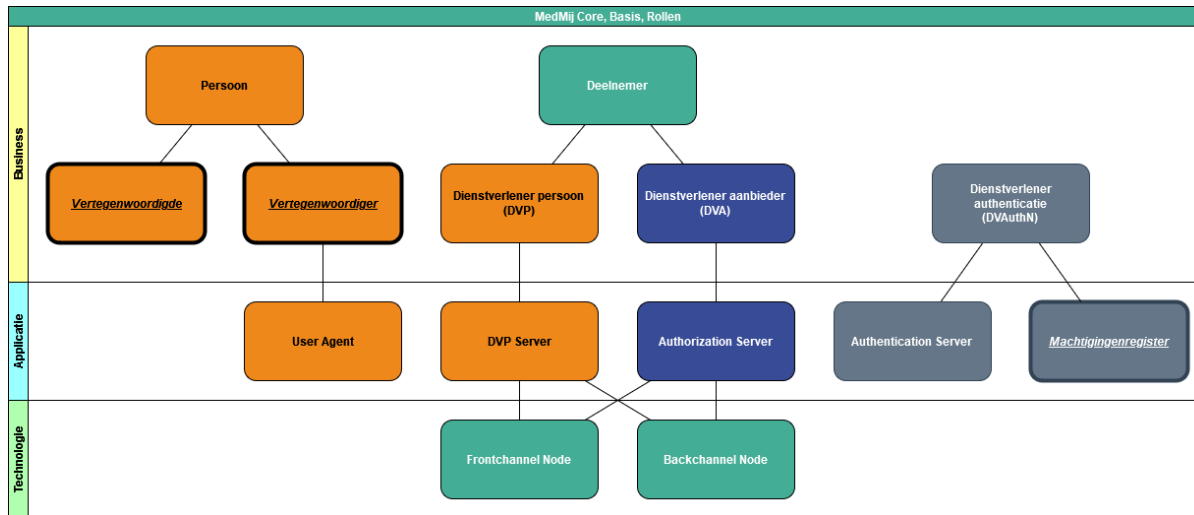 MedMij Core, Basis, Rollen
Business
Persoon
Deelnemer
Vertegenwoordigde
Vertegenwoordiger
Dienstverlener persoon
(DVP)
Dienstverlener aanbieder
(DVA)
Dienstverlener
authenticatie
(DVAuthN)
Applicatie
User Agent
DVP Server
Authorization Server
Authentication Server
Machtigingenregister
Technologie
Frontchannel Node
Backchannel Node